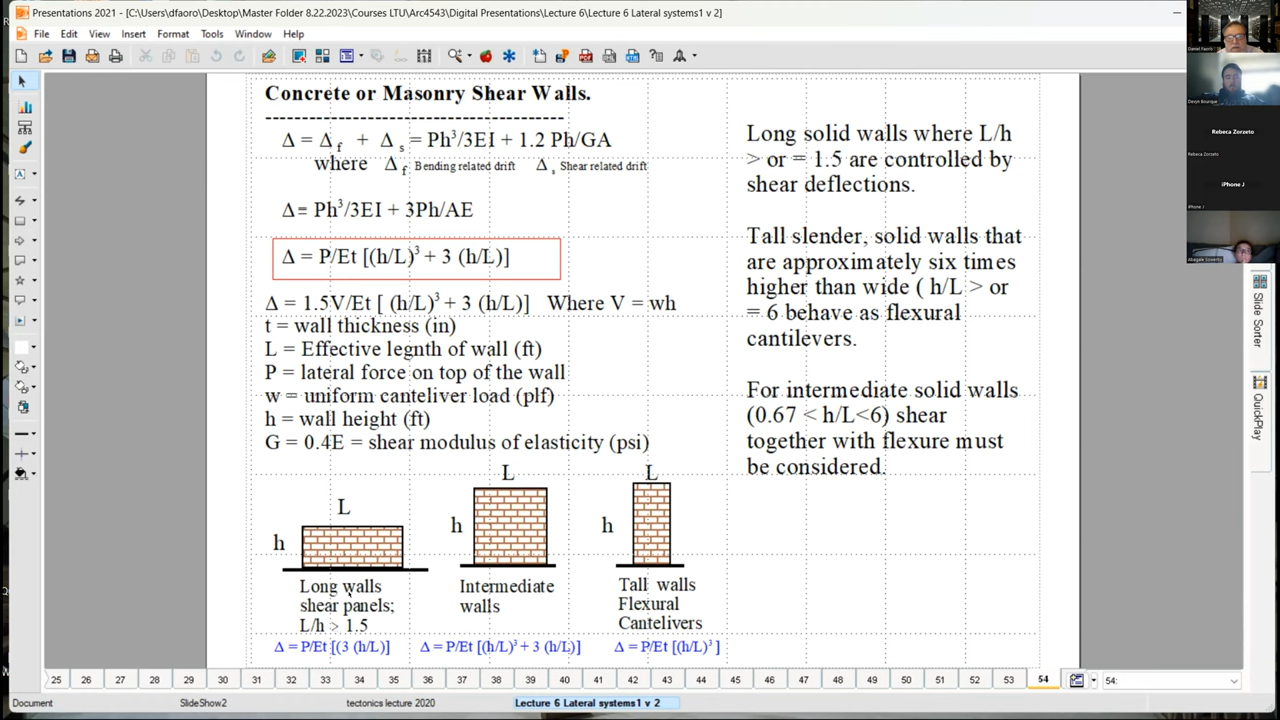 Presentations 2021 - [C:\Users\dfaoro\Desktop\Master Folder 8.22.2023\Courses LTU\Arc4543\Digital Presentations\Lecture 6\Lecture 6 Lateral systems1 v 2]
File Edit View Insert Format Tools Window Help
Concrete or Masonry Shear Walls.
Δ = Δ f + Δ s = Ph³/3EI + 1.2 Ph/GA
where Δ f Bending related drift Δ s Shear related drift
Δ= Ph³/3EI + 3Ph/AE
Δ = P/Et [(h/L)³ + 3 (h/L)]
Δ = 1.5V/Et [ (h/L)³ + 3 (h/L)] Where V = wh
t = wall thickness (in)
L = Effective legnth of wall (ft)
P = lateral force on top of the wall
w = uniform canteliver load (plf)
h = wall height (ft)
G = 0.4E = shear modulus of elasticity (psi)
L
h
Long walls
shear panels;
L/h > 1.5
Δ = P/Et [(3 (h/L)]
L
h
Intermediate
walls
Δ = P/Et [(h/L)³ + 3 (h/L)]
L
h
Tall walls
Flexural
Cantelivers
Δ = P/Et [(h/L)³ ]
Long solid walls where L/h
> or = 1.5 are controlled by
shear deflections.
Tall slender, solid walls that
are approximately six times
higher than wide ( h/L > or
= 6 behave as flexural
cantilevers.
For intermediate solid walls
(0.67 < h/L<6) shear
together with flexure must
be considered.
Daniel Faoro
Devyn Bourque
Rebeca Zorzeto
Rebeca Zorzeto
iPhone J
iPhone J
Abagale Sowerby
Slide Sorter
QuickPlay
25 26 27 28 29 30 31 32 33 34 35 36 37 38 39 40 41 42 43 44 45 46 47 48 49 50 51 52 53 54 54:
Document SlideShow2 tectonics lecture 2020 Lecture 6 Lateral systems1 v 2